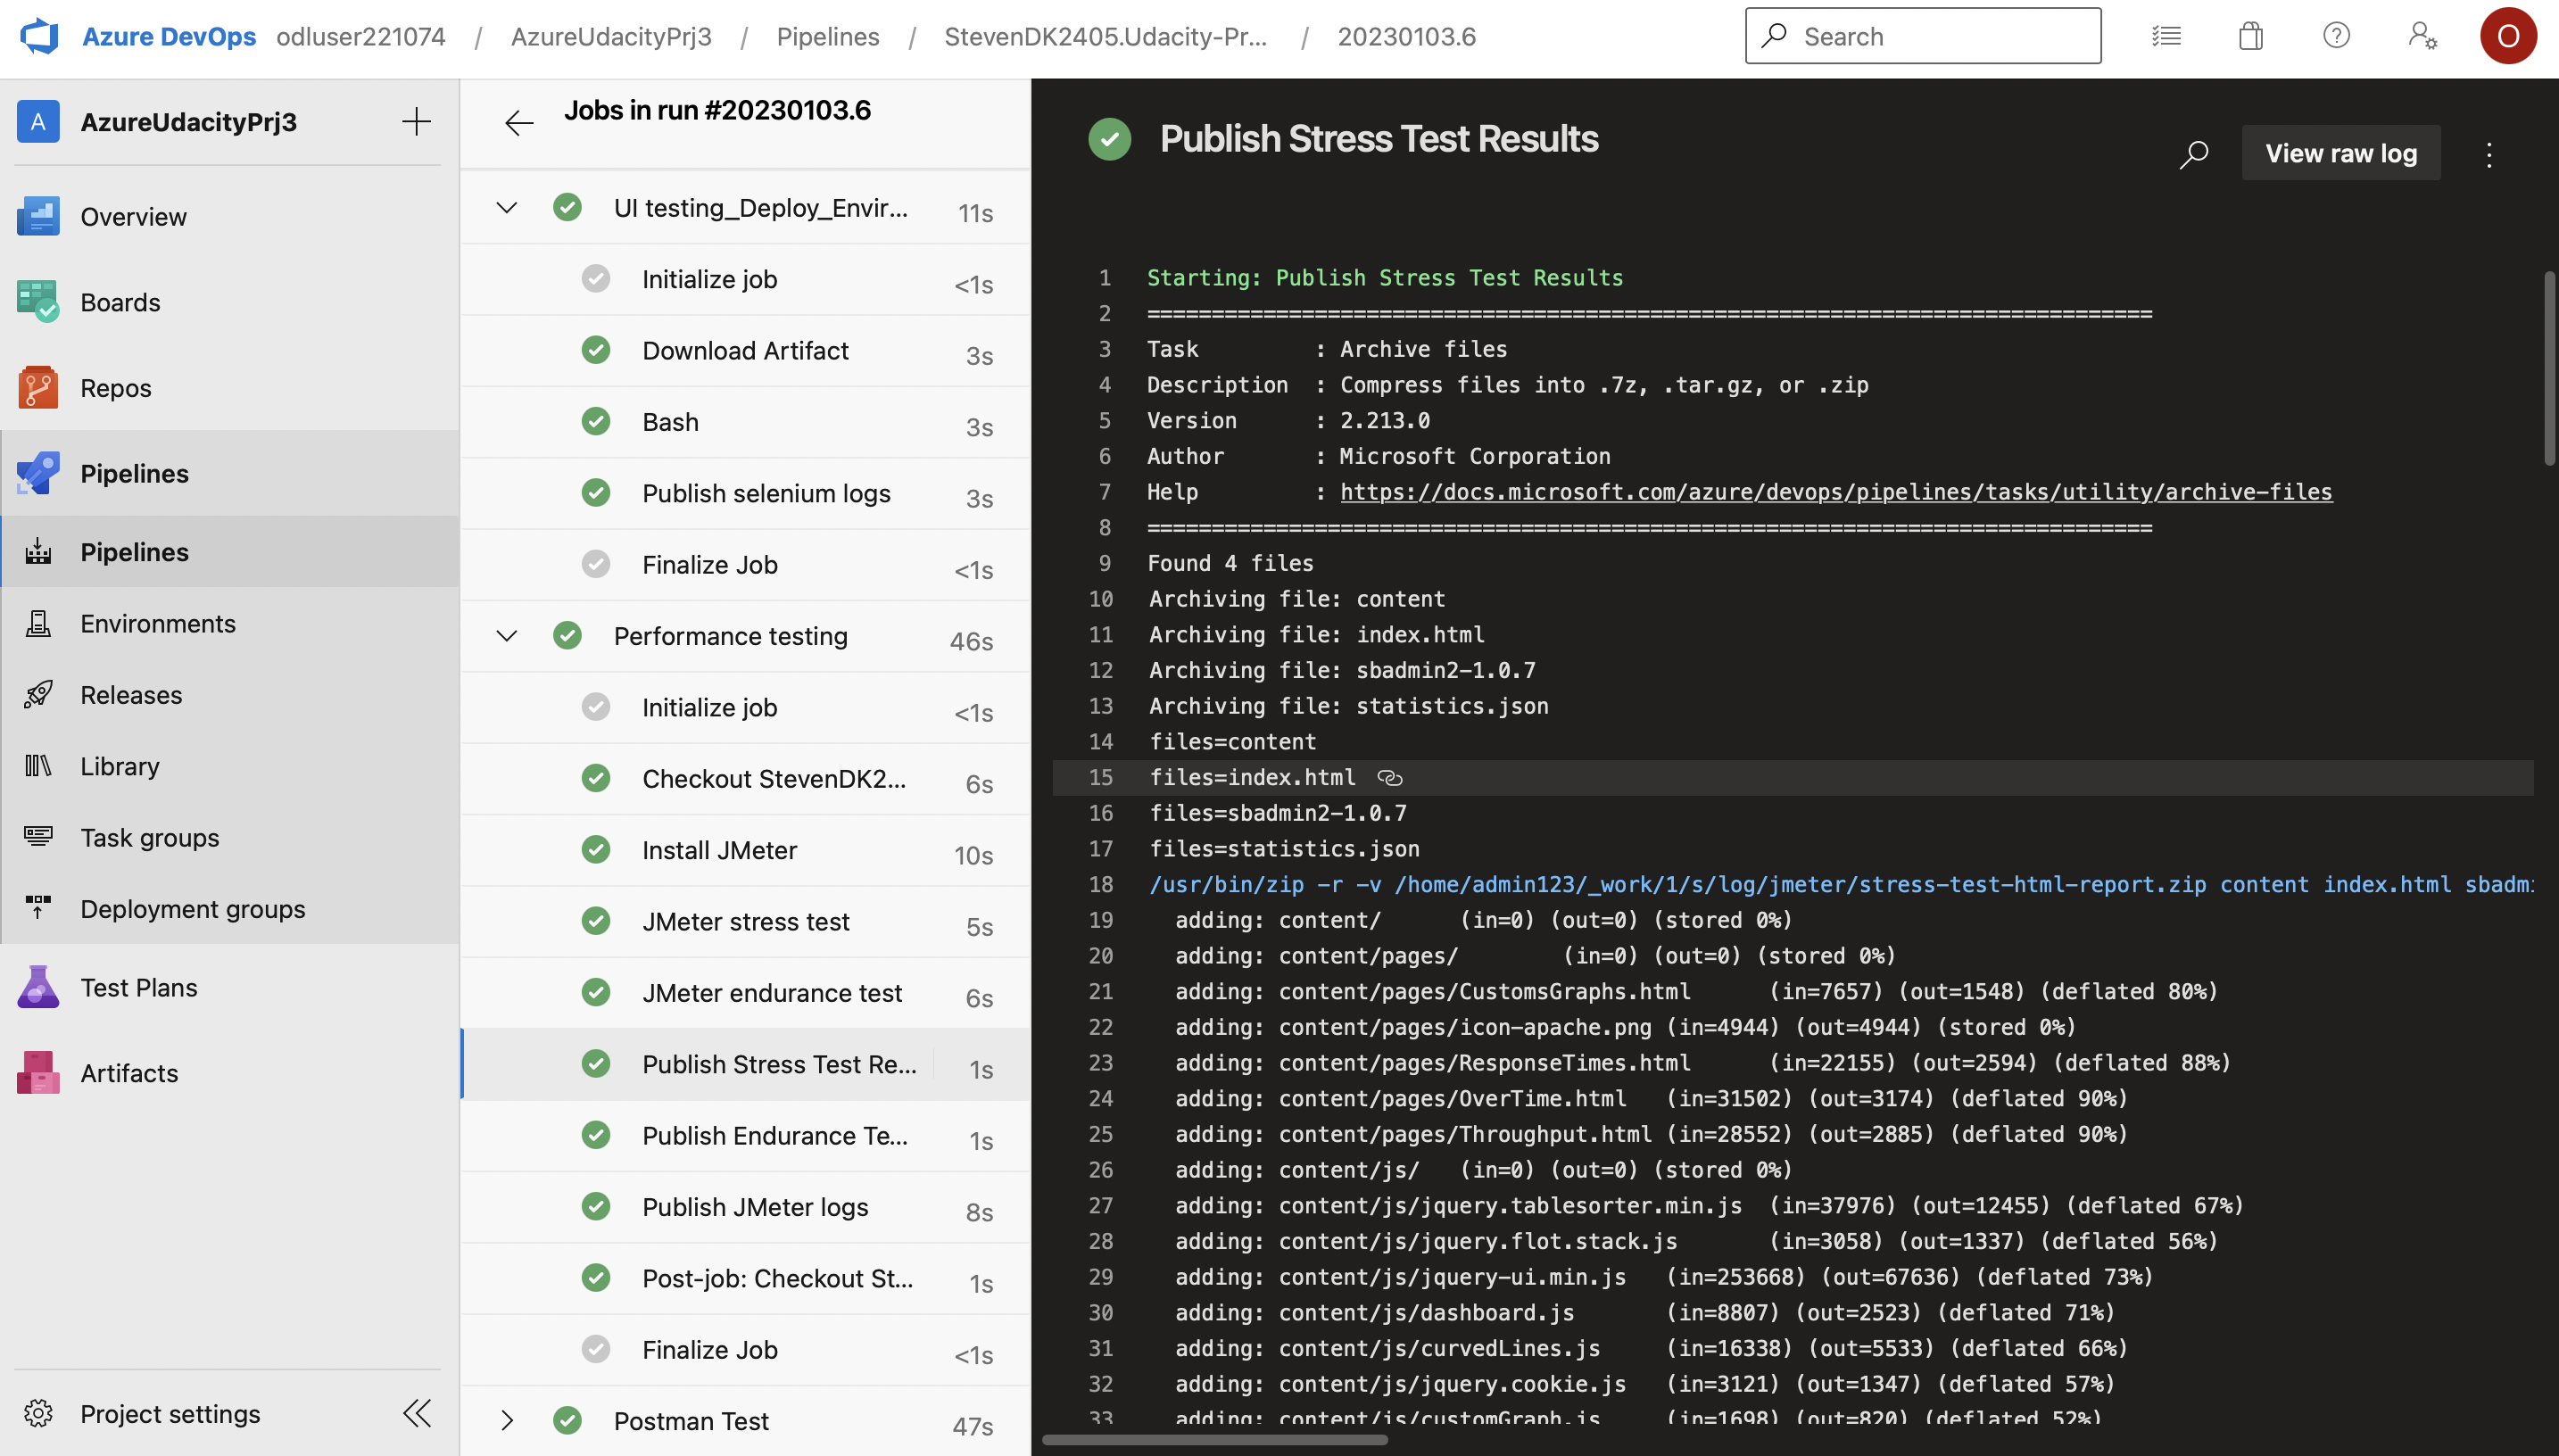 Azure DevOps odluser221074 / AzureUdacityPrj3 / Pipelines / StevenDK2405.Udacity-Pr... / 20230103.6
Search
O
A AzureUdacityPrj3
Overview
Boards
Repos
Pipelines
Pipelines
Environments
Releases
Library
Task groups
Deployment groups
Test Plans
Artifacts
Project settings
Jobs in run #20230103.6
UI testing_Deploy_Envir... 11s
Initialize job <1s
Download Artifact 3s
Bash 3s
Publish selenium logs 3s
Finalize Job <1s
Performance testing 46s
Initialize job <1s
Checkout StevenDK2... 6s
Install JMeter 10s
JMeter stress test 5s
JMeter endurance test 6s
Publish Stress Test Re... 1s
Publish Endurance Te... 1s
Publish JMeter logs 8s
Post-job: Checkout St... 1s
Finalize Job <1s
Postman Test 47s
Publish Stress Test Results
View raw log
1 Starting: Publish Stress Test Results
2 ==============================================================================
3 Task : Archive files
4 Description : Compress files into .7z, .tar.gz, or .zip
5 Version : 2.213.0
6 Author : Microsoft Corporation
7 Help : https://docs.microsoft.com/azure/devops/pipelines/tasks/utility/archive-files
8 ==============================================================================
9 Found 4 files
10 Archiving file: content
11 Archiving file: index.html
12 Archiving file: sbadmin2-1.0.7
13 Archiving file: statistics.json
14 files=content
15 files=index.html
16 files=sbadmin2-1.0.7
17 files=statistics.json
18 /usr/bin/zip -r -v /home/admin123/_work/1/s/log/jmeter/stress-test-html-report.zip content index.html sbadmi
19 adding: content/ (in=0) (out=0) (stored 0%)
20 adding: content/pages/ (in=0) (out=0) (stored 0%)
21 adding: content/pages/CustomsGraphs.html (in=7657) (out=1548) (deflated 80%)
22 adding: content/pages/icon-apache.png (in=4944) (out=4944) (stored 0%)
23 adding: content/pages/ResponseTimes.html (in=22155) (out=2594) (deflated 88%)
24 adding: content/pages/OverTime.html (in=31502) (out=3174) (deflated 90%)
25 adding: content/pages/Throughput.html (in=28552) (out=2885) (deflated 90%)
26 adding: content/js/ (in=0) (out=0) (stored 0%)
27 adding: content/js/jquery.tablesorter.min.js (in=37976) (out=12455) (deflated 67%)
28 adding: content/js/jquery.flot.stack.js (in=3058) (out=1337) (deflated 56%)
29 adding: content/js/jquery-ui.min.js (in=253668) (out=67636) (deflated 73%)
30 adding: content/js/dashboard.js (in=8807) (out=2523) (deflated 71%)
31 adding: content/js/curvedLines.js (in=16338) (out=5533) (deflated 66%)
32 adding: content/js/jquery.cookie.js (in=3121) (out=1347) (deflated 57%)
33 adding: content/js/customGraph.js (in=1698) (out=820) (deflated 52%)